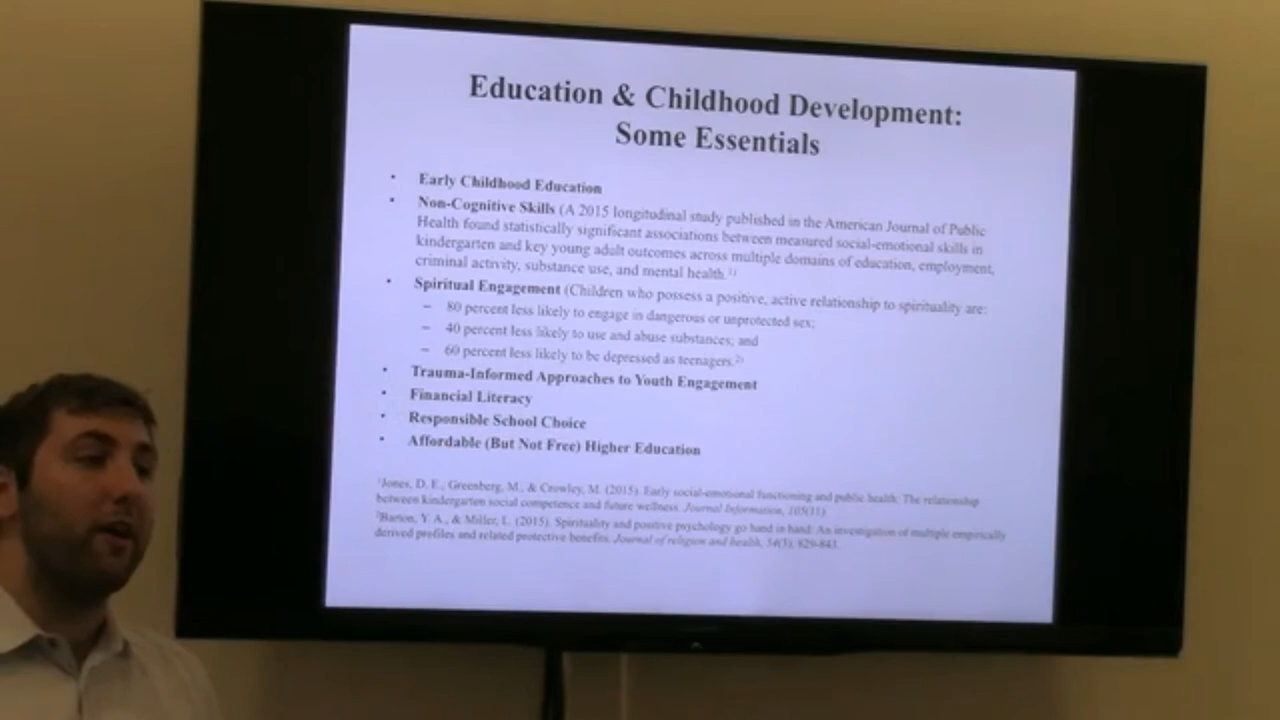 Education & Childhood Development:
Some Essentials
• Early Childhood Education
• Non-Cognitive Skills (A 2015 longitudinal study published in the American Journal of Public
Health found statistically significant associations between measured social-emotional skills in
kindergarten and key young adult outcomes across multiple domains of education, employment,
criminal activity, substance use, and mental health.¹⁾
• Spiritual Engagement (Children who possess a positive, active relationship to spirituality are:
– 80 percent less likely to engage in dangerous or unprotected sex;
– 40 percent less likely to use and abuse substances; and
– 60 percent less likely to be depressed as teenagers.²⁾
• Trauma-Informed Approaches to Youth Engagement
• Financial Literacy
• Responsible School Choice
• Affordable (But Not Free) Higher Education
¹Jones, D. E., Greenberg, M., & Crowley, M. (2015). Early social-emotional functioning and public health: The relationship
between kindergarten social competence and future wellness. Journal Information, 105(11).
²Barton, Y. A., & Miller, L. (2015). Spirituality and positive psychology go hand in hand: An investigation of multiple empirically
derived profiles and related protective benefits. Journal of religion and health, 54(3), 829-843.